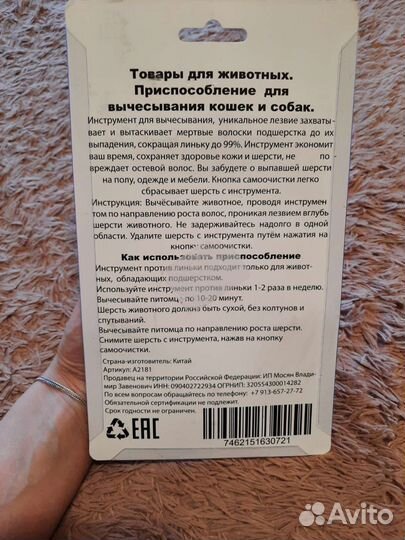 Товары для животных.
Приспособление для
вычесывания кошек и собак.
Инструмент для вычесывания, уникальное лезвие захваты-
вает и вытаскивает мертвые волоски подшерстка до их
выпадения, сокращая линьку до 99%. Инструмент экономит
ваш время, сохраняет здоровье кожи и шерсти, не по
вреждает остевой волос. Вы забудете о выпавшей шерсти
на полу, одежде и мебели. Кнопка самоочистки легко
сбрасывает шерсть с инструмента.
Инструкция: Вычёсывайте животное, проводя инструмен
том по направлению роста волос, проникая лезвием вглубь
шерсти животного. Не задерживайтесь надолго в одной
области. Удалите шерсть с инструмента путём нажатия на
кнопку самоочистки.
Как использовать приспособление
Инструмент против линьки подходит только для живот-
ных, обладающих подшерстком.
Используйте инструмент против линьки 1-2 раза в неделю.
Вычесывайте питомца по 10-20 минут.
Шерсть животного должна быть сухой, без колтунов и
спутываний.
Вычесывайте питомца по направлению роста шерсти.
Снимите шерсть с инструмента, нажав на кнопку
самоочистки.
Страна-изготовитель: Китай
Артикул: A2181
Продавец на территории Российской Федерации: ИП Мосян Влади-
мир Завенович ИНН: 090402722934 ОГРНИП: 320554300014282
По всем вопросам обращайтесь по телефону: +7 913-657-27-72
Обязательной сертификации не подлежит.
Срок годности не ограничен.
EAC
7462151630721
Avito